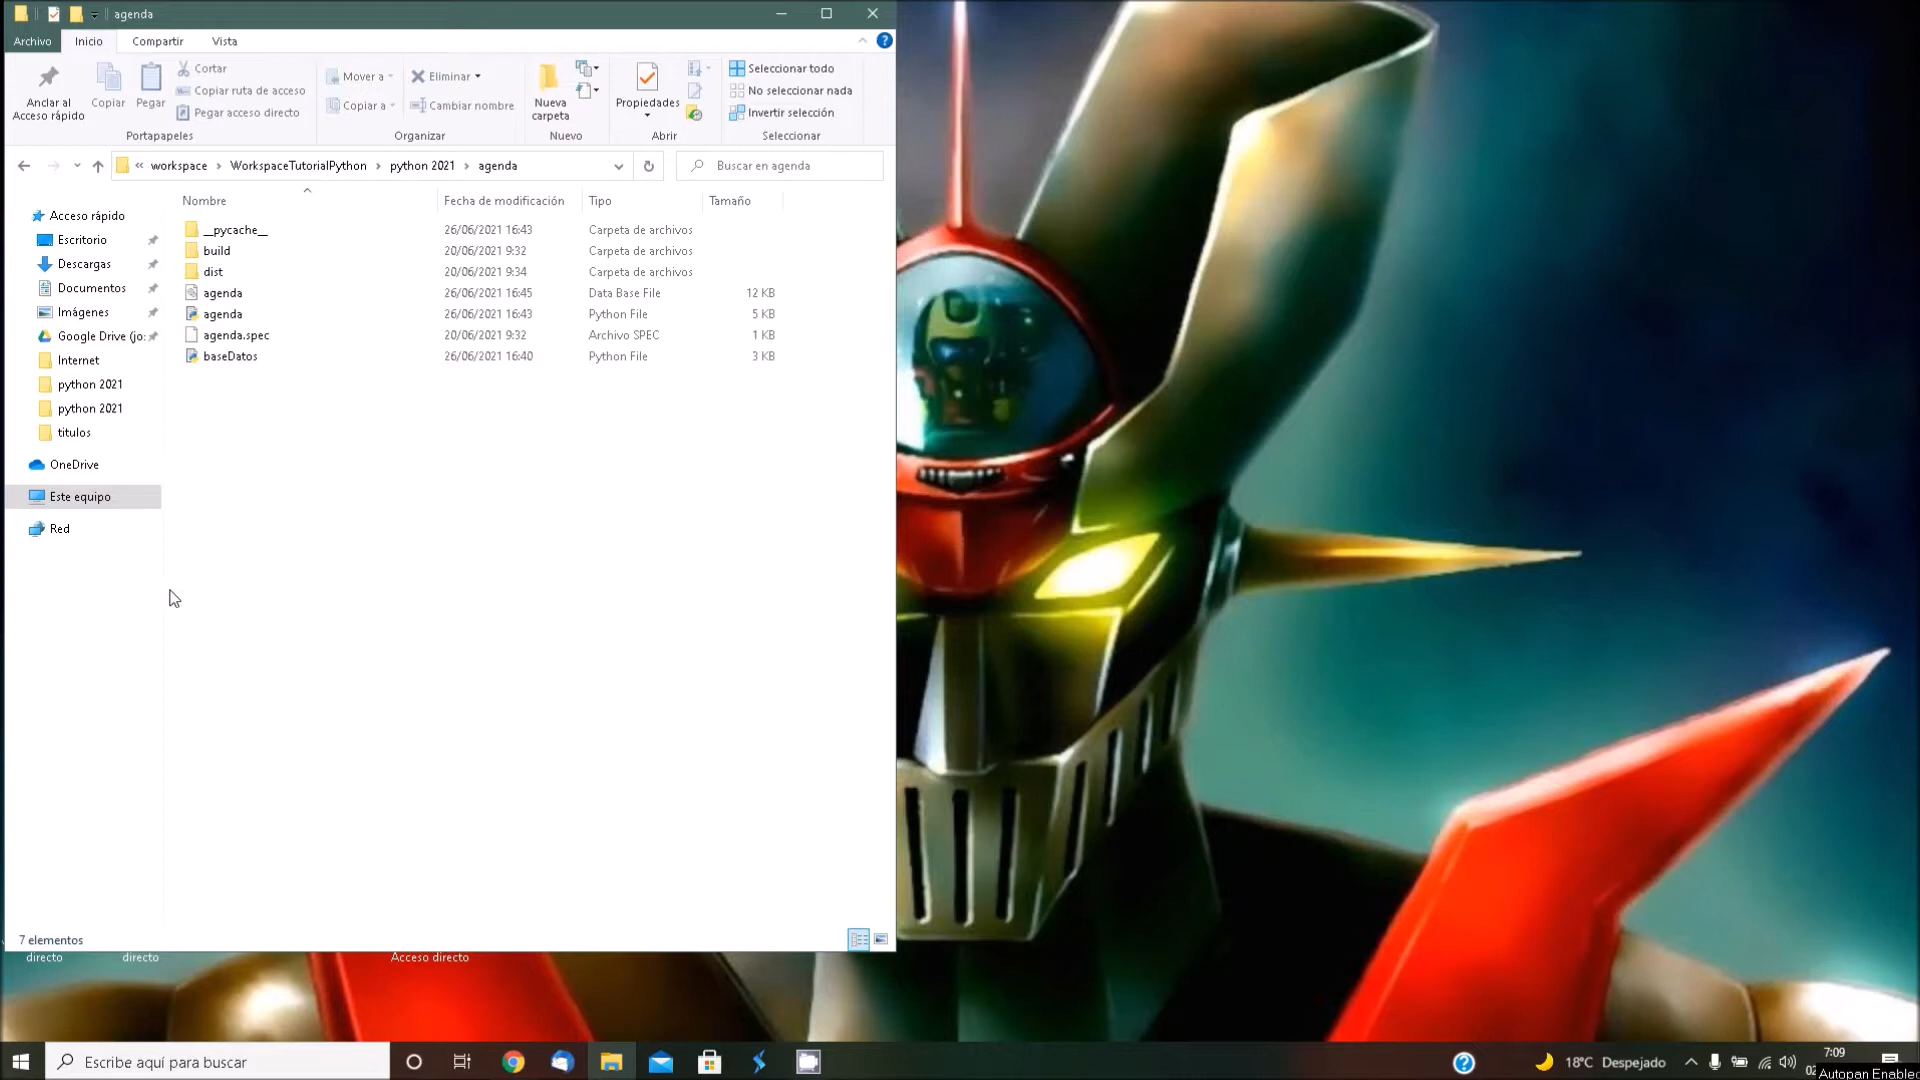 agenda
Archivo Inicio Compartir Vista
Anclar al Acceso rápido
Copiar
Pegar
Cortar
Copiar ruta de acceso
Pegar acceso directo
Portapapeles
Mover a
Copiar a
Eliminar
Cambiar nombre
Organizar
Nueva carpeta
Nuevo
Propiedades
Abrir
Seleccionar todo
No seleccionar nada
Invertir selección
Seleccionar
« workspace › WorkspaceTutorialPython › python 2021 › agenda
Buscar en agenda
Acceso rápido
Escritorio
Descargas
Documentos
Imágenes
Google Drive (jo:
Internet
python 2021
python 2021
titulos
OneDrive
Este equipo
Red
Nombre Fecha de modificación Tipo Tamaño
__pycache__ 26/06/2021 16:43 Carpeta de archivos
build 20/06/2021 9:32 Carpeta de archivos
dist 20/06/2021 9:34 Carpeta de archivos
agenda 26/06/2021 16:45 Data Base File 12 KB
agenda 26/06/2021 16:43 Python File 5 KB
agenda.spec 20/06/2021 9:32 Archivo SPEC 1 KB
baseDatos 26/06/2021 16:40 Python File 3 KB
7 elementos
directo directo Acceso directo
Escribe aquí para buscar
18°C Despejado
7:09
Autopan Enabled